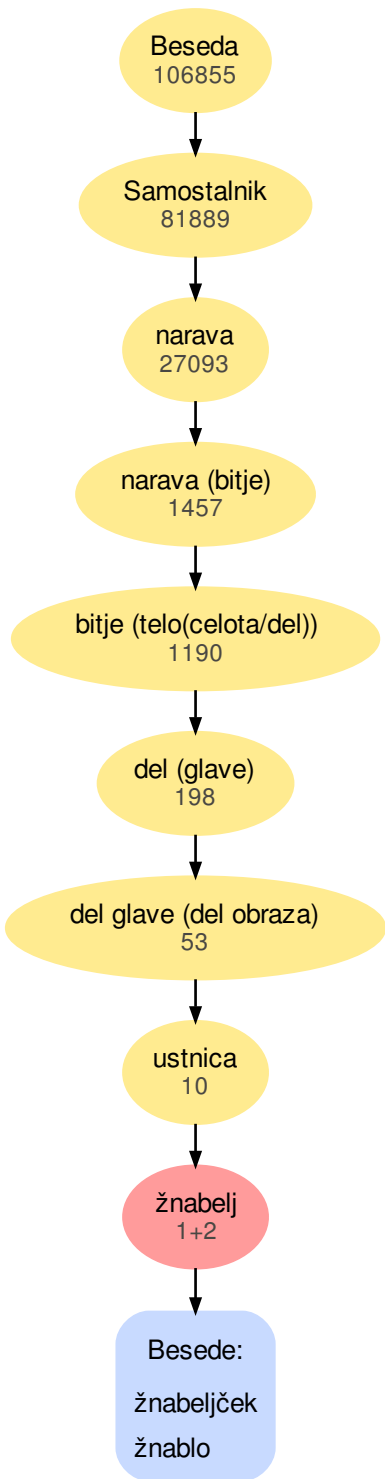 Beseda
106855
Samostalnik
81889
narava
27093
narava (bitje)
1457
bitje (telo(celota/del))
1190
del (glave)
198
del glave (del obraza)
53
ustnica
10
žnabelj
1+2
Besede:
žnabeljček
žnablo